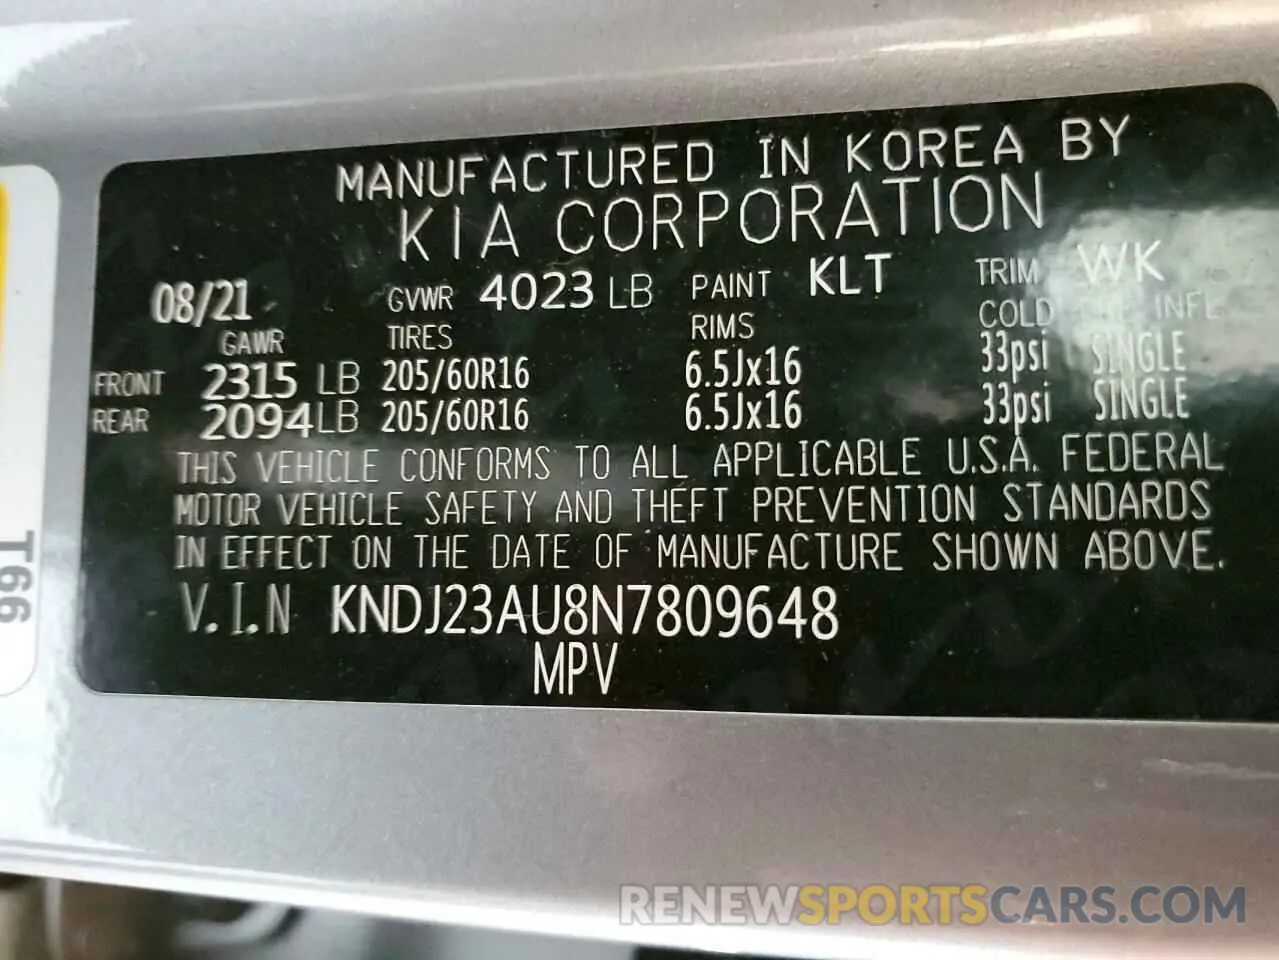 MANUFACTURED IN KOREA BY
KIA CORPORATION
08/21 GVWR 4023 LB PAINT KLT TRIM WK
GAWR TIRES RIMS COLD TIRE INFL
FRONT 2315 LB 205/60R16 6.5Jx16 33psi SINGLE
REAR 2094LB 205/60R16 6.5Jx16 33psi SINGLE
THIS VEHICLE CONFORMS TO ALL APPLICABLE U.S.A. FEDERAL
MOTOR VEHICLE SAFETY AND THEFT PREVENTION STANDARDS
IN EFFECT ON THE DATE OF MANUFACTURE SHOWN ABOVE.
V.I.N KNDJ23AU8N7809648
MPV
T66
RENEWSPORTSCARS.COM